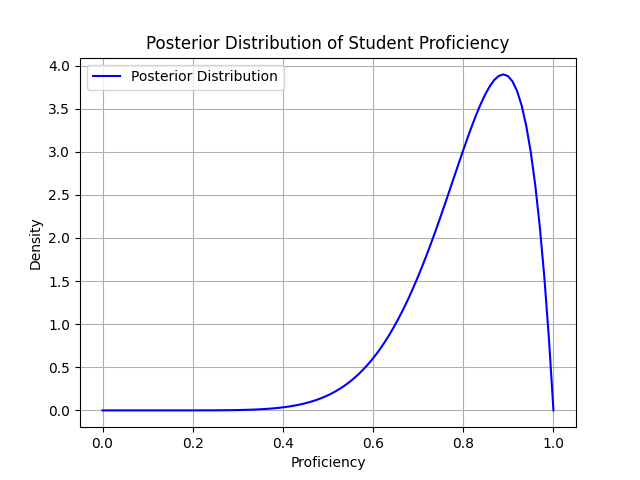 Posterior Distribution of Student Proficiency
Posterior Distribution
4.0
3.5
3.0
2.5
2.0
1.5
1.0
0.5
0.0
Density
0.0 0.2 0.4 0.6 0.8 1.0
Proficiency